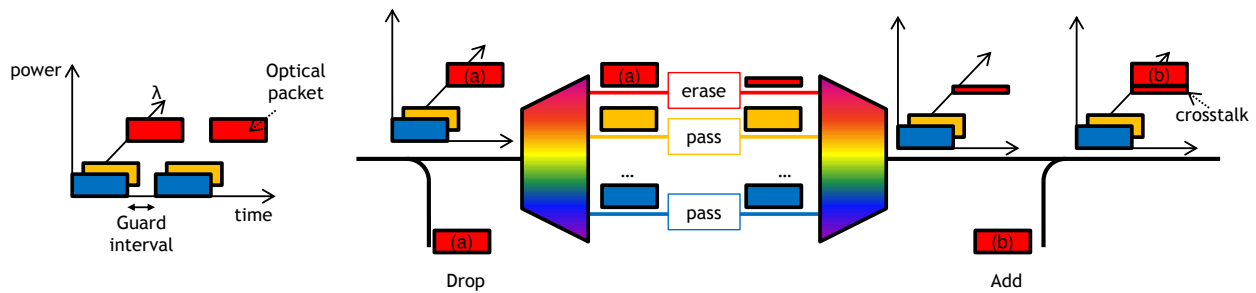 power
λ
Optical
packet
time
Guard
interval
(a)
(a)
Drop
(a)
erase
pass
...
...
pass
(b)
crosstalk
(b)
Add